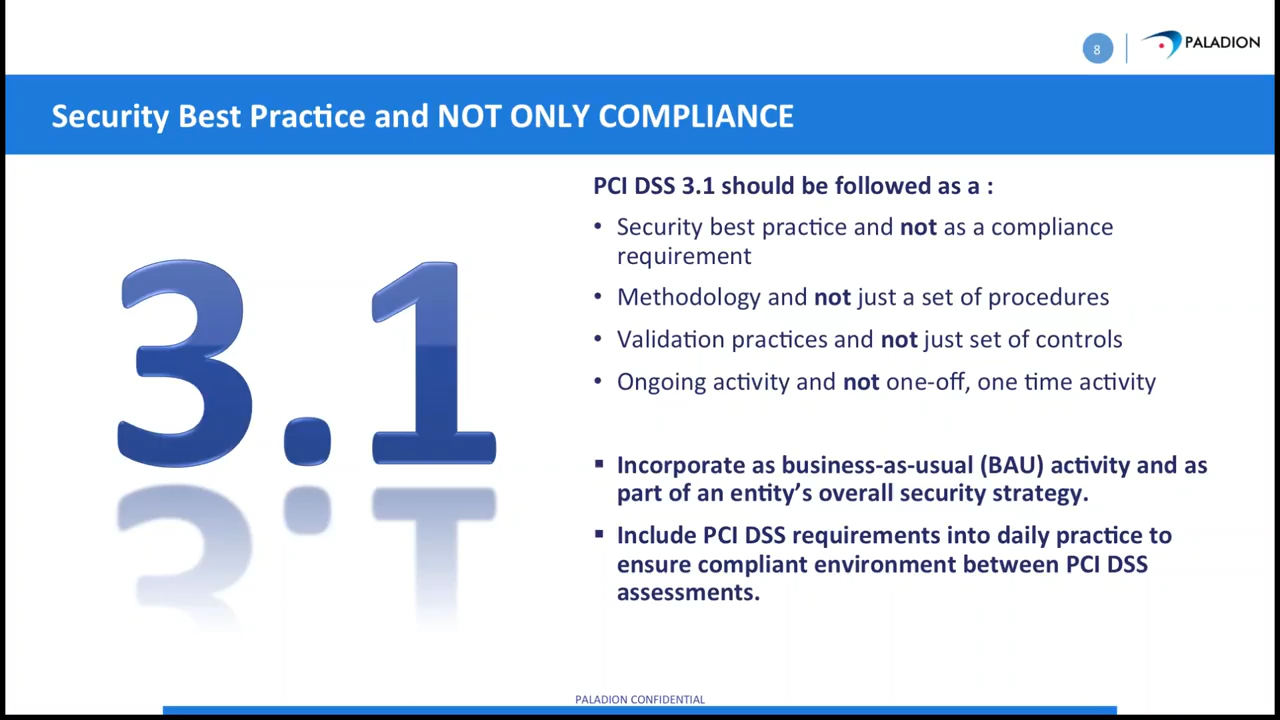 8
PALADION
Security Best Practice and NOT ONLY COMPLIANCE
3.1
PCI DSS 3.1 should be followed as a :
• Security best practice and not as a compliance
requirement
• Methodology and not just a set of procedures
• Validation practices and not just set of controls
• Ongoing activity and not one-off, one time activity
▪ Incorporate as business-as-usual (BAU) activity and as
part of an entity’s overall security strategy.
▪ Include PCI DSS requirements into daily practice to
ensure compliant environment between PCI DSS
assessments.
PALADION CONFIDENTIAL